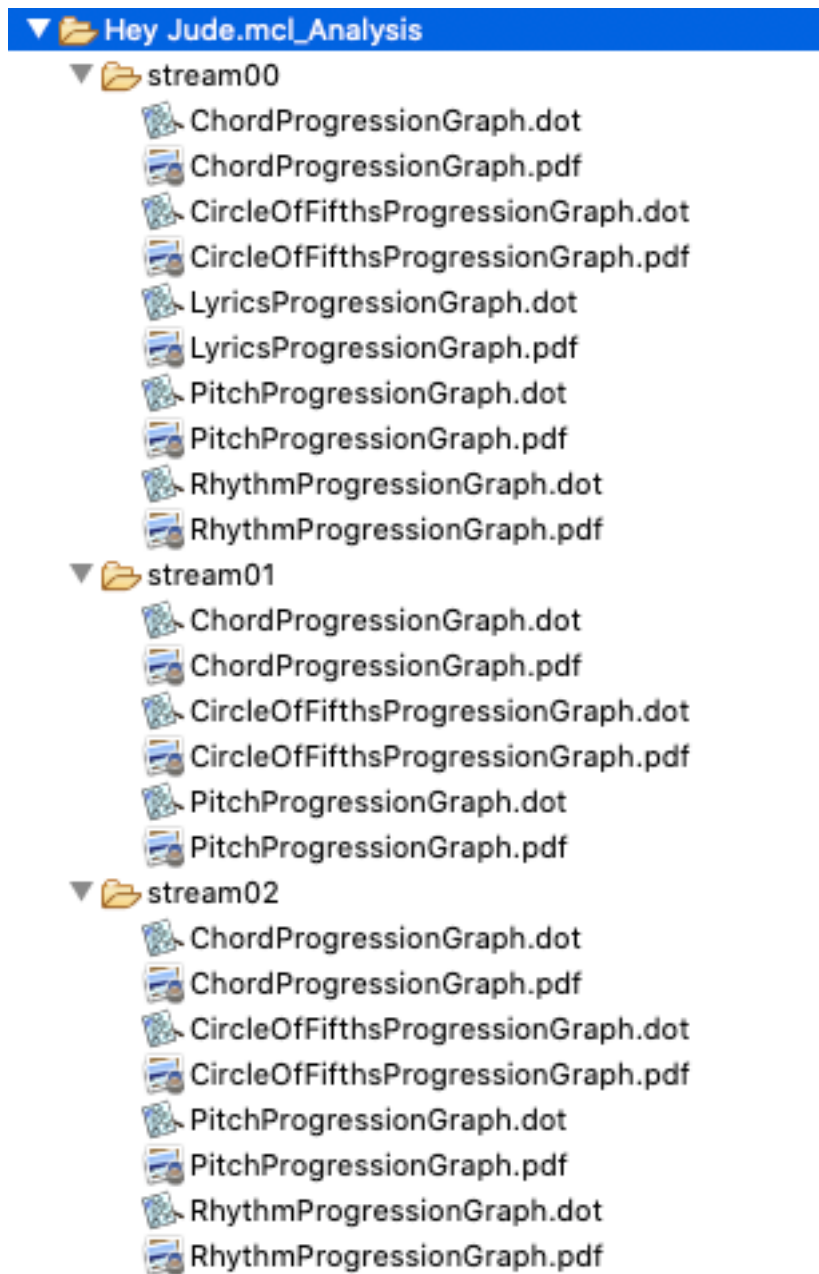 Hey Jude.mcl_Analysis
stream00
ChordProgressionGraph.dot
ChordProgressionGraph.pdf
CircleOfFifthsProgressionGraph.dot
CircleOfFifthsProgressionGraph.pdf
LyricsProgressionGraph.dot
LyricsProgressionGraph.pdf
PitchProgressionGraph.dot
PitchProgressionGraph.pdf
RhythmProgressionGraph.dot
RhythmProgressionGraph.pdf
stream01
ChordProgressionGraph.dot
ChordProgressionGraph.pdf
CircleOfFifthsProgressionGraph.dot
CircleOfFifthsProgressionGraph.pdf
PitchProgressionGraph.dot
PitchProgressionGraph.pdf
stream02
ChordProgressionGraph.dot
ChordProgressionGraph.pdf
CircleOfFifthsProgressionGraph.dot
CircleOfFifthsProgressionGraph.pdf
PitchProgressionGraph.dot
PitchProgressionGraph.pdf
RhythmProgressionGraph.dot
RhythmProgressionGraph.pdf